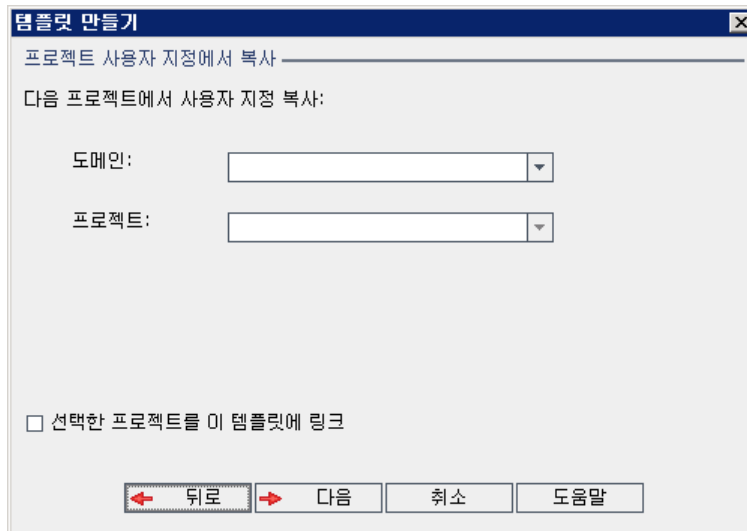 템플릿 만들기
프로젝트 사용자 지정에서 복사
다음 프로젝트에서 사용자 지정 복사:
도메인:
프로젝트:
선택한 프로젝트를 이 템플릿에 링크
뒤로 다음 취소 도움말